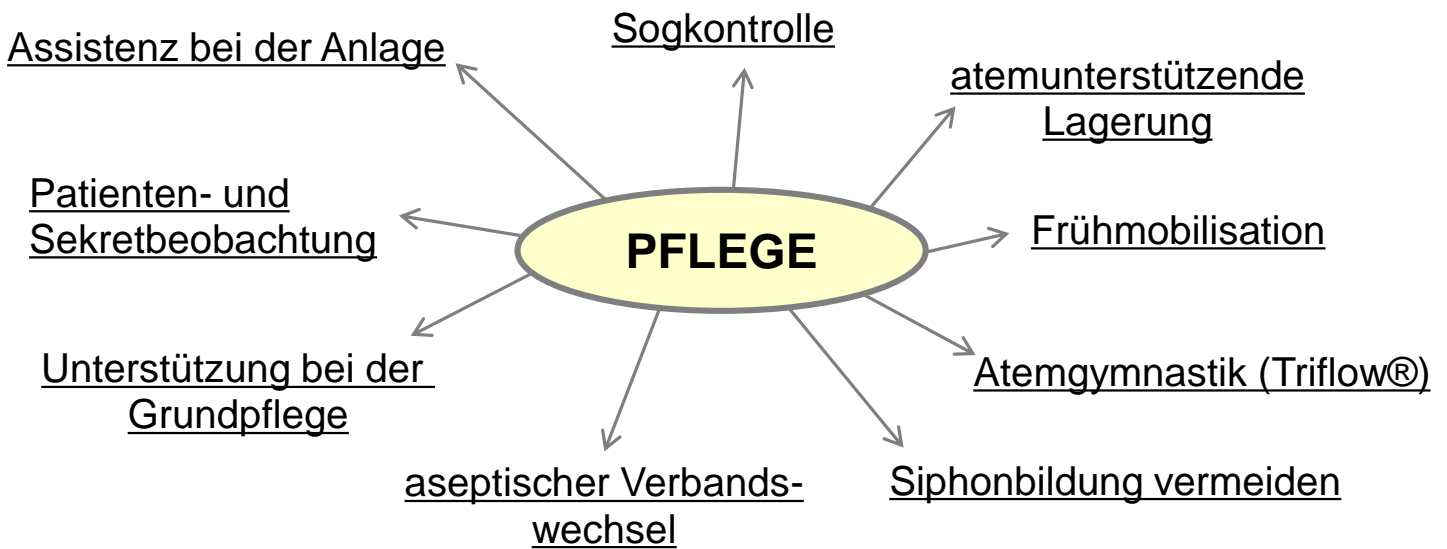 Sogkontrolle
Assistenz bei der Anlage
atemunterstützende
Lagerung
Patienten- und
Sekretbeobachtung
PFLEGE
Frühmobilisation
Unterstützung bei der
Grundpflege
Atemgymnastik (Triflow®)
aseptischer Verbands-
wechsel
Siphonbildung vermeiden